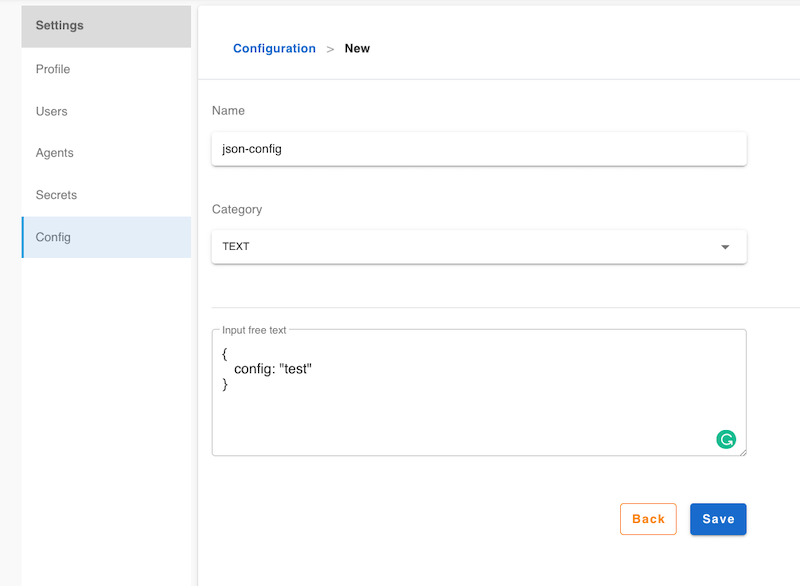 Settings
Profile
Users
Agents
Secrets
Config
Configuration > New
Name
json-config
Category
TEXT
Input free text
{
config: "test"
}
Back
Save